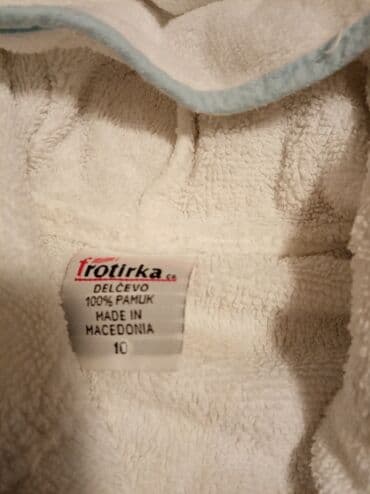 frotirka
DELČEVO
100% PAMUK
MADE IN
MACEDONIA
10